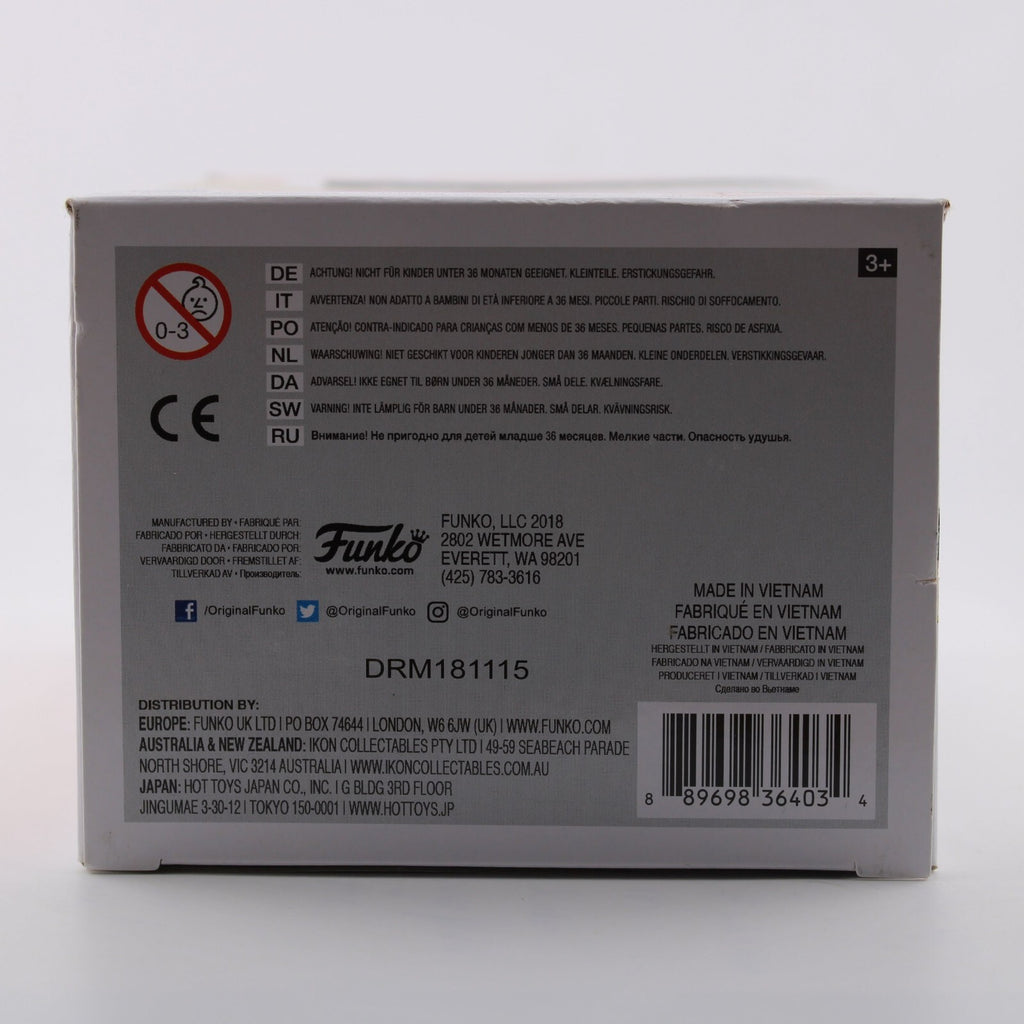 3+
0-3
DE ACHTUNG! NICHT FÜR KINDER UNTER 36 MONATEN GEEIGNET. KLEINTEILE. ERSTICKUNGSGEFAHR.
IT AVVERTENZA! NON ADATTO A BAMBINI DI ETÀ INFERIORE A 36 MESI. PICCOLE PARTI. RISCHIO DI SOFFOCAMENTO.
PO ATENÇÃO! CONTRA-INDICADO PARA CRIANÇAS COM MENOS DE 36 MESES. PEQUENAS PARTES. RISCO DE ASFIXIA.
NL WAARSCHUWING! NIET GESCHIKT VOOR KINDEREN JONGER DAN 36 MAANDEN. KLEINE ONDERDELEN. VERSTIKKINGSGEVAAR.
DA ADVARSEL! IKKE EGNET TIL BØRN UNDER 36 MÅNEDER. SMÅ DELE. KVÆLNINGSFARE.
SW VARNING! INTE LÄMPLIG FÖR BARN UNDER 36 MÅNADER. SMÅ DELAR. KVÄVNINGSRISK.
RU Внимание! Не пригодно для детей младше 36 месяцев. Мелкие части. Опасность удушья.
CE
MANUFACTURED BY • FABRIQUÉ PAR:
FABRICADO POR • HERGESTELLT DURCH:
FABBRICATO DA • FABRICADO POR:
VERVAARDIGD DOOR • FREMSTILLET AF:
TILLVERKAD AV • Производитель:
Funko
www.funko.com
FUNKO, LLC 2018
2802 WETMORE AVE
EVERETT, WA 98201
(425) 783-3616
/OriginalFunko @OriginalFunko @OriginalFunko
DRM181115
MADE IN VIETNAM
FABRIQUÉ EN VIETNAM
FABRICADO EN VIETNAM
HERGESTELLT IN VIETNAM / FABBRICATO IN VIETNAM
FABRICADO NA VIETNAM / VERVAARDIGD IN VIETNAM
PRODUCERET I VIETNAM / TILLVERKAD I VIETNAM
Сделано во Вьетнаме
DISTRIBUTION BY:
EUROPE: FUNKO UK LTD | PO BOX 74644 | LONDON, W6 6JW (UK) | WWW.FUNKO.COM
AUSTRALIA & NEW ZEALAND: IKON COLLECTABLES PTY LTD | 49-59 SEABEACH PARADE
NORTH SHORE, VIC 3214 AUSTRALIA | WWW.IKONCOLLECTABLES.COM.AU
JAPAN: HOT TOYS JAPAN CO., INC. | G BLDG 3RD FLOOR
JINGUMAE 3-30-12 | TOKYO 150-0001 | WWW.HOTTOYS.JP
8 89698 36403 4